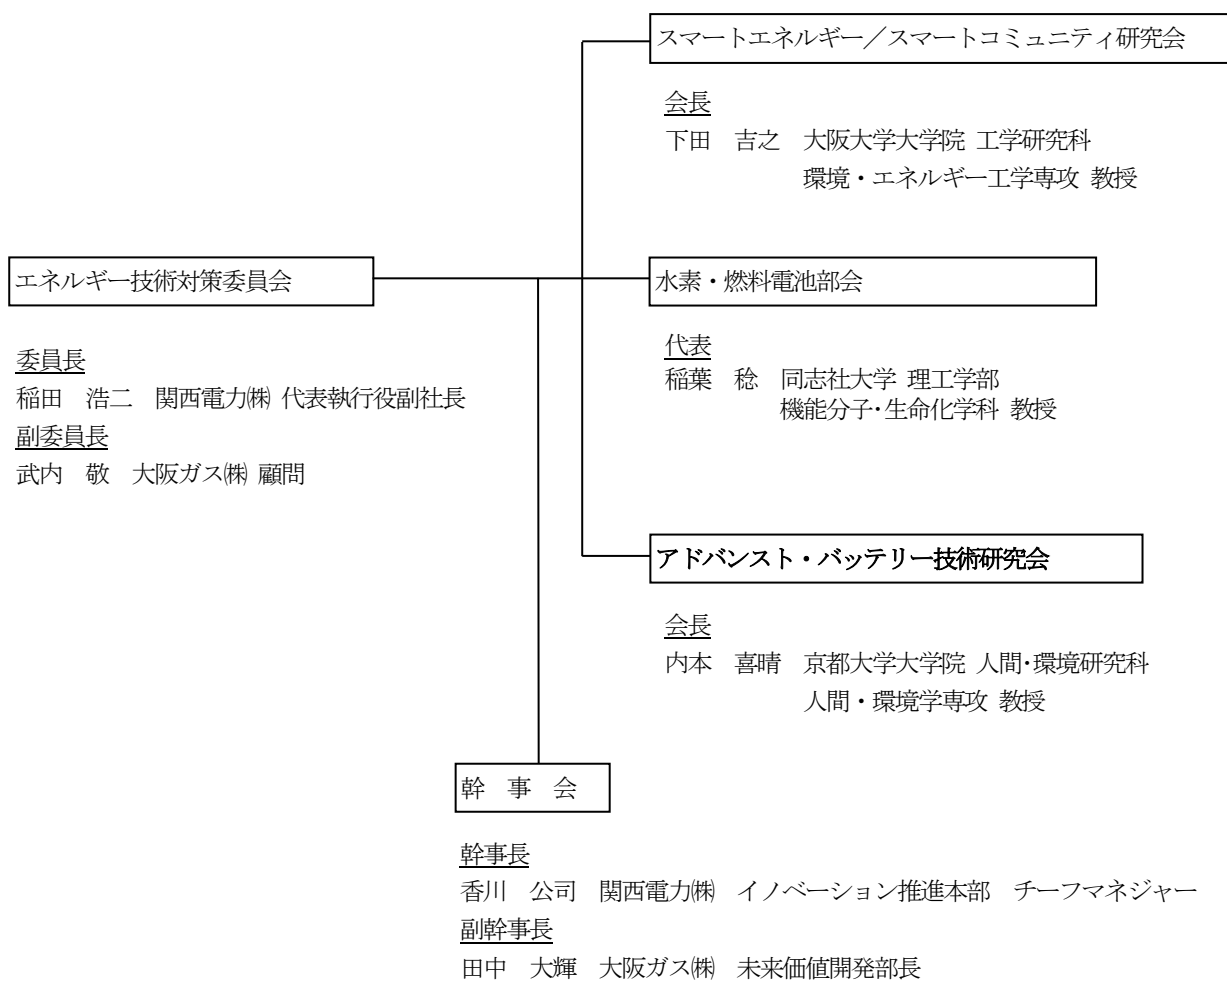 スマートエネルギー／スマートコミュニティ研究会
会長
下田　吉之　大阪大学大学院 工学研究科
環境・エネルギー工学専攻 教授
エネルギー技術対策委員会
委員長
稲田　浩二　関西電力㈱ 代表執行役副社長
副委員長
武内　敬　大阪ガス㈱ 顧問
水素・燃料電池部会
代表
稲葉　稔　同志社大学 理工学部
機能分子･生命化学科 教授
アドバンスト・バッテリー技術研究会
会長
内本　喜晴　京都大学大学院 人間･環境研究科
人間・環境学専攻 教授
幹　事　会
幹事長
香川　公司　関西電力㈱　イノベーション推進本部　チーフマネジャー
副幹事長
田中　大輝　大阪ガス㈱　未来価値開発部長